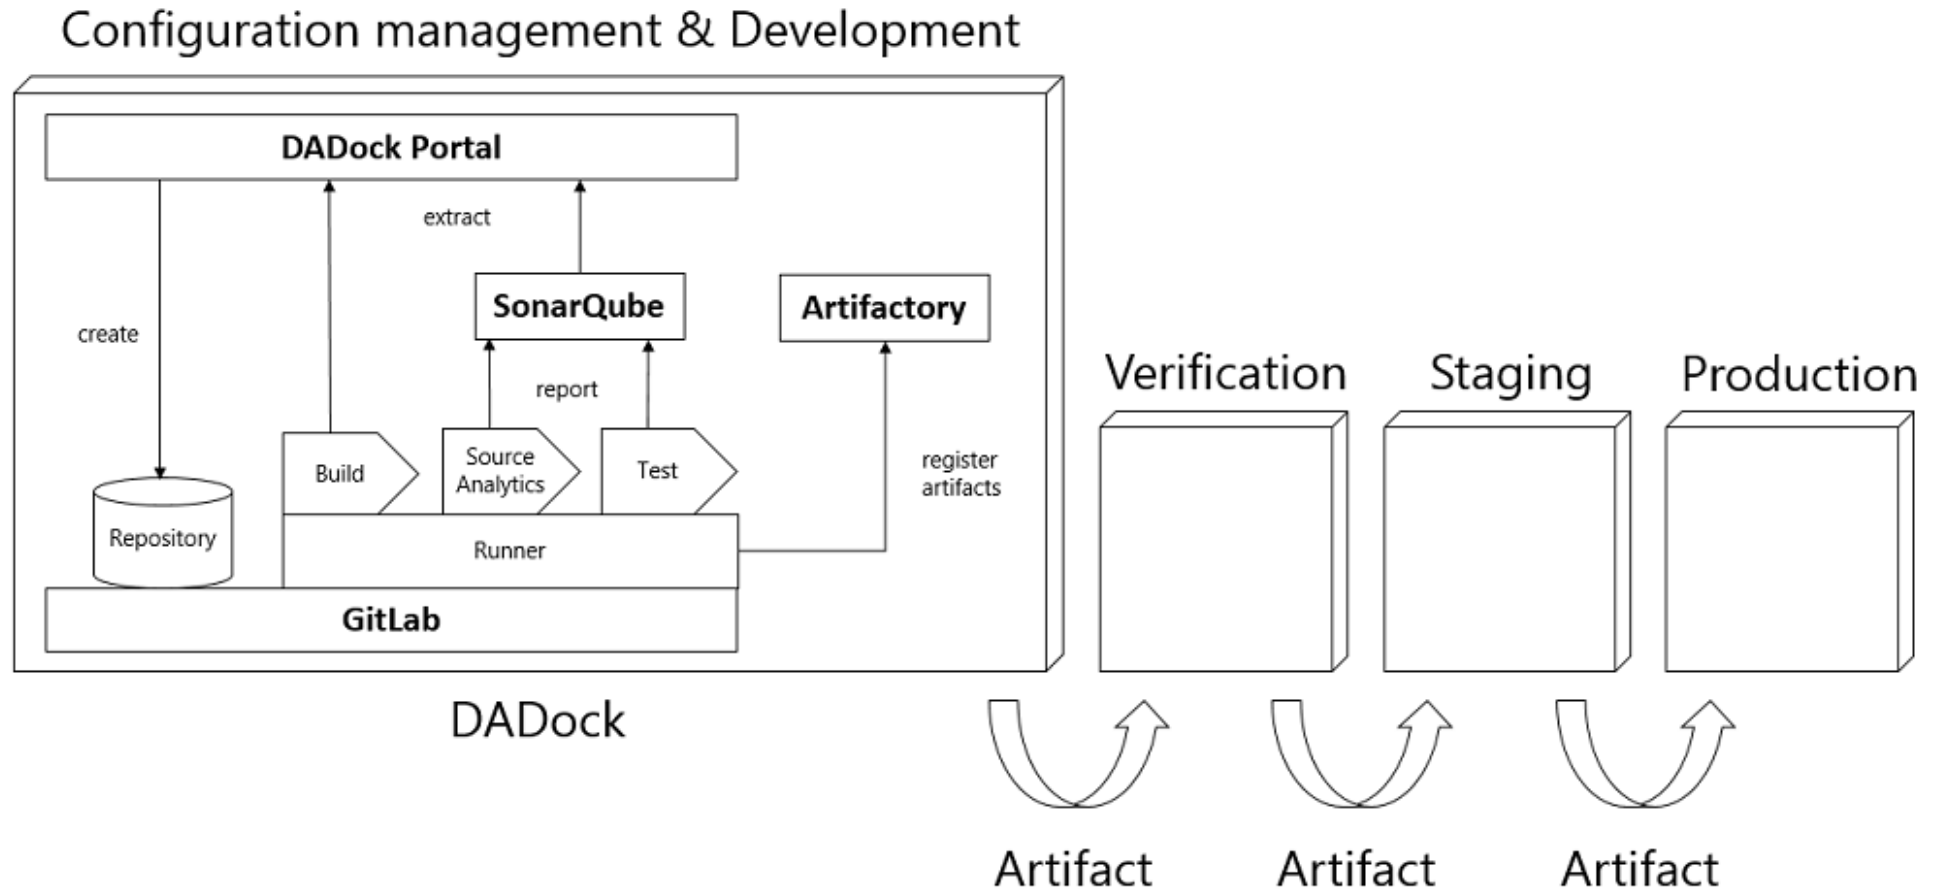 Configuration management & Development
DADock Portal
extract
SonarQube
Artifactory
create
report
Build
Source
Analytics
Test
register
artifacts
Repository
Runner
GitLab
DADock
Verification
Staging
Production
Artifact
Artifact
Artifact